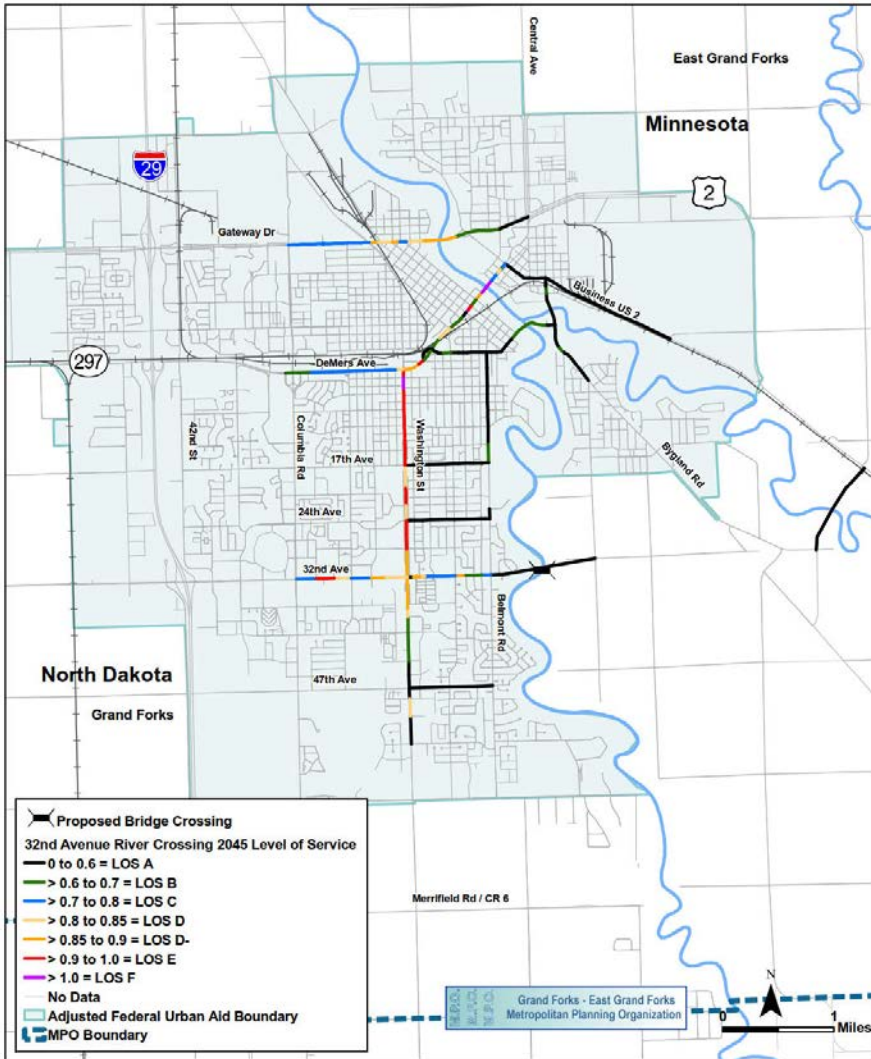 Central Ave
East Grand Forks
Minnesota
29
2
Gateway Dr
Business US 2
297
DeMers Ave
42nd St
Columbia Rd
Washington St
17th Ave
Bygland Rd
24th Ave
32nd Ave
Belmont Rd
North Dakota
47th Ave
Grand Forks
Proposed Bridge Crossing
32nd Avenue River Crossing 2045 Level of Service
0 to 0.6 = LOS A
> 0.6 to 0.7 = LOS B
> 0.7 to 0.8 = LOS C
> 0.8 to 0.85 = LOS D
> 0.85 to 0.9 = LOS D-
> 0.9 to 1.0 = LOS E
> 1.0 = LOS F
No Data
Adjusted Federal Urban Aid Boundary
MPO Boundary
Merrifield Rd / CR 6
Grand Forks - East Grand Forks
Metropolitan Planning Organization
N
0 1
Miles